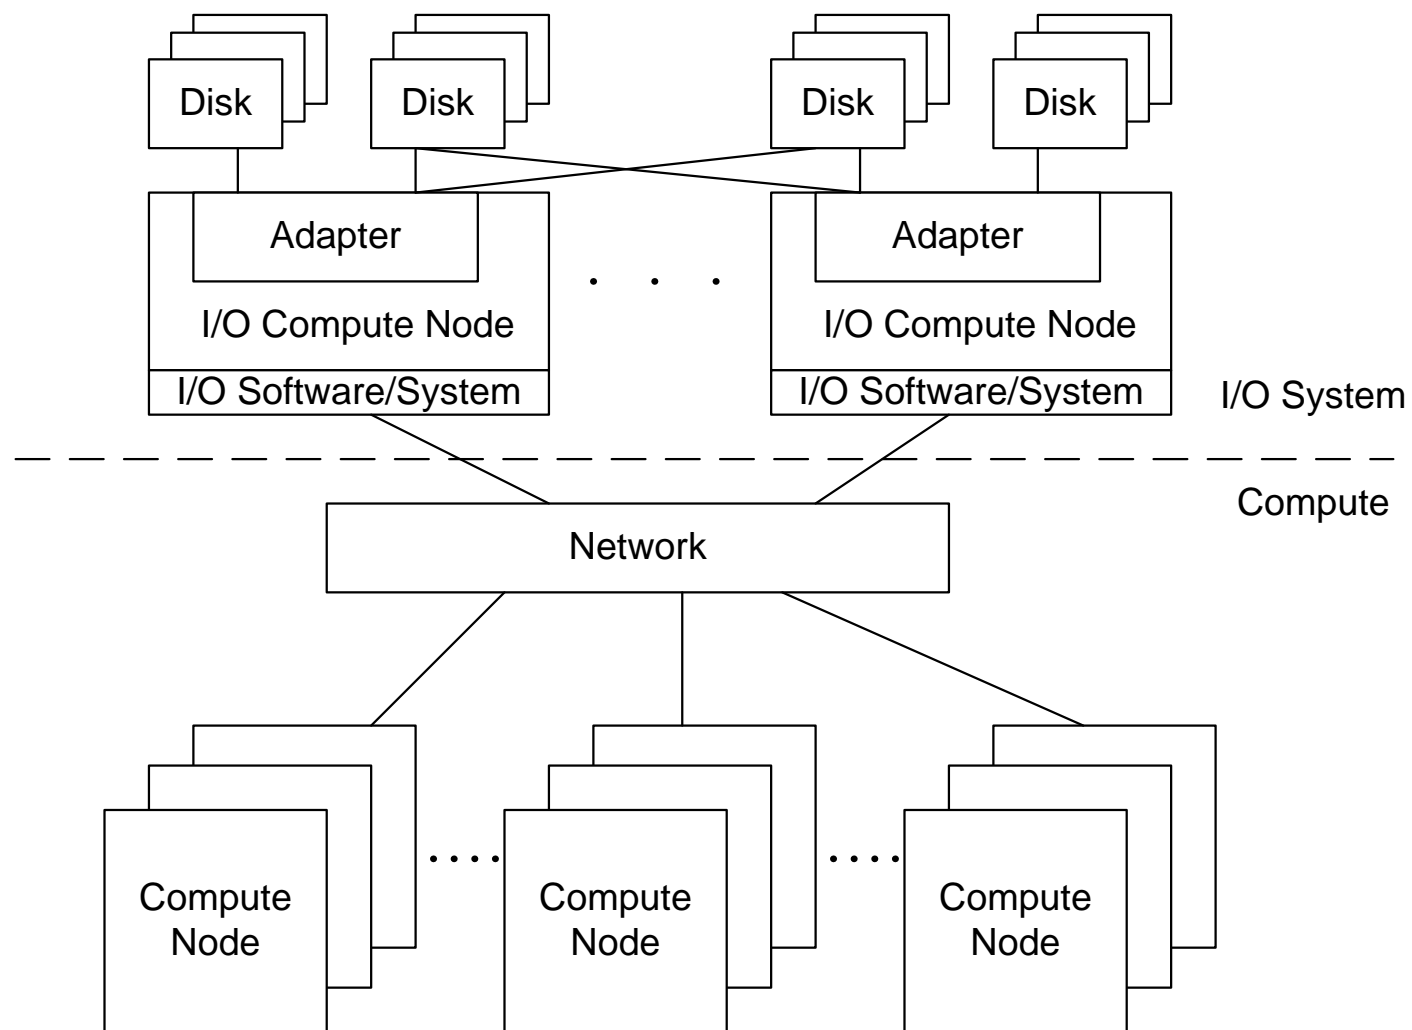 Disk
Disk
Disk
Disk
Adapter
Adapter
I/O Compute Node
I/O Compute Node
I/O Software/System
I/O Software/System
I/O System
Compute
Network
Compute
Node
Compute
Node
Compute
Node